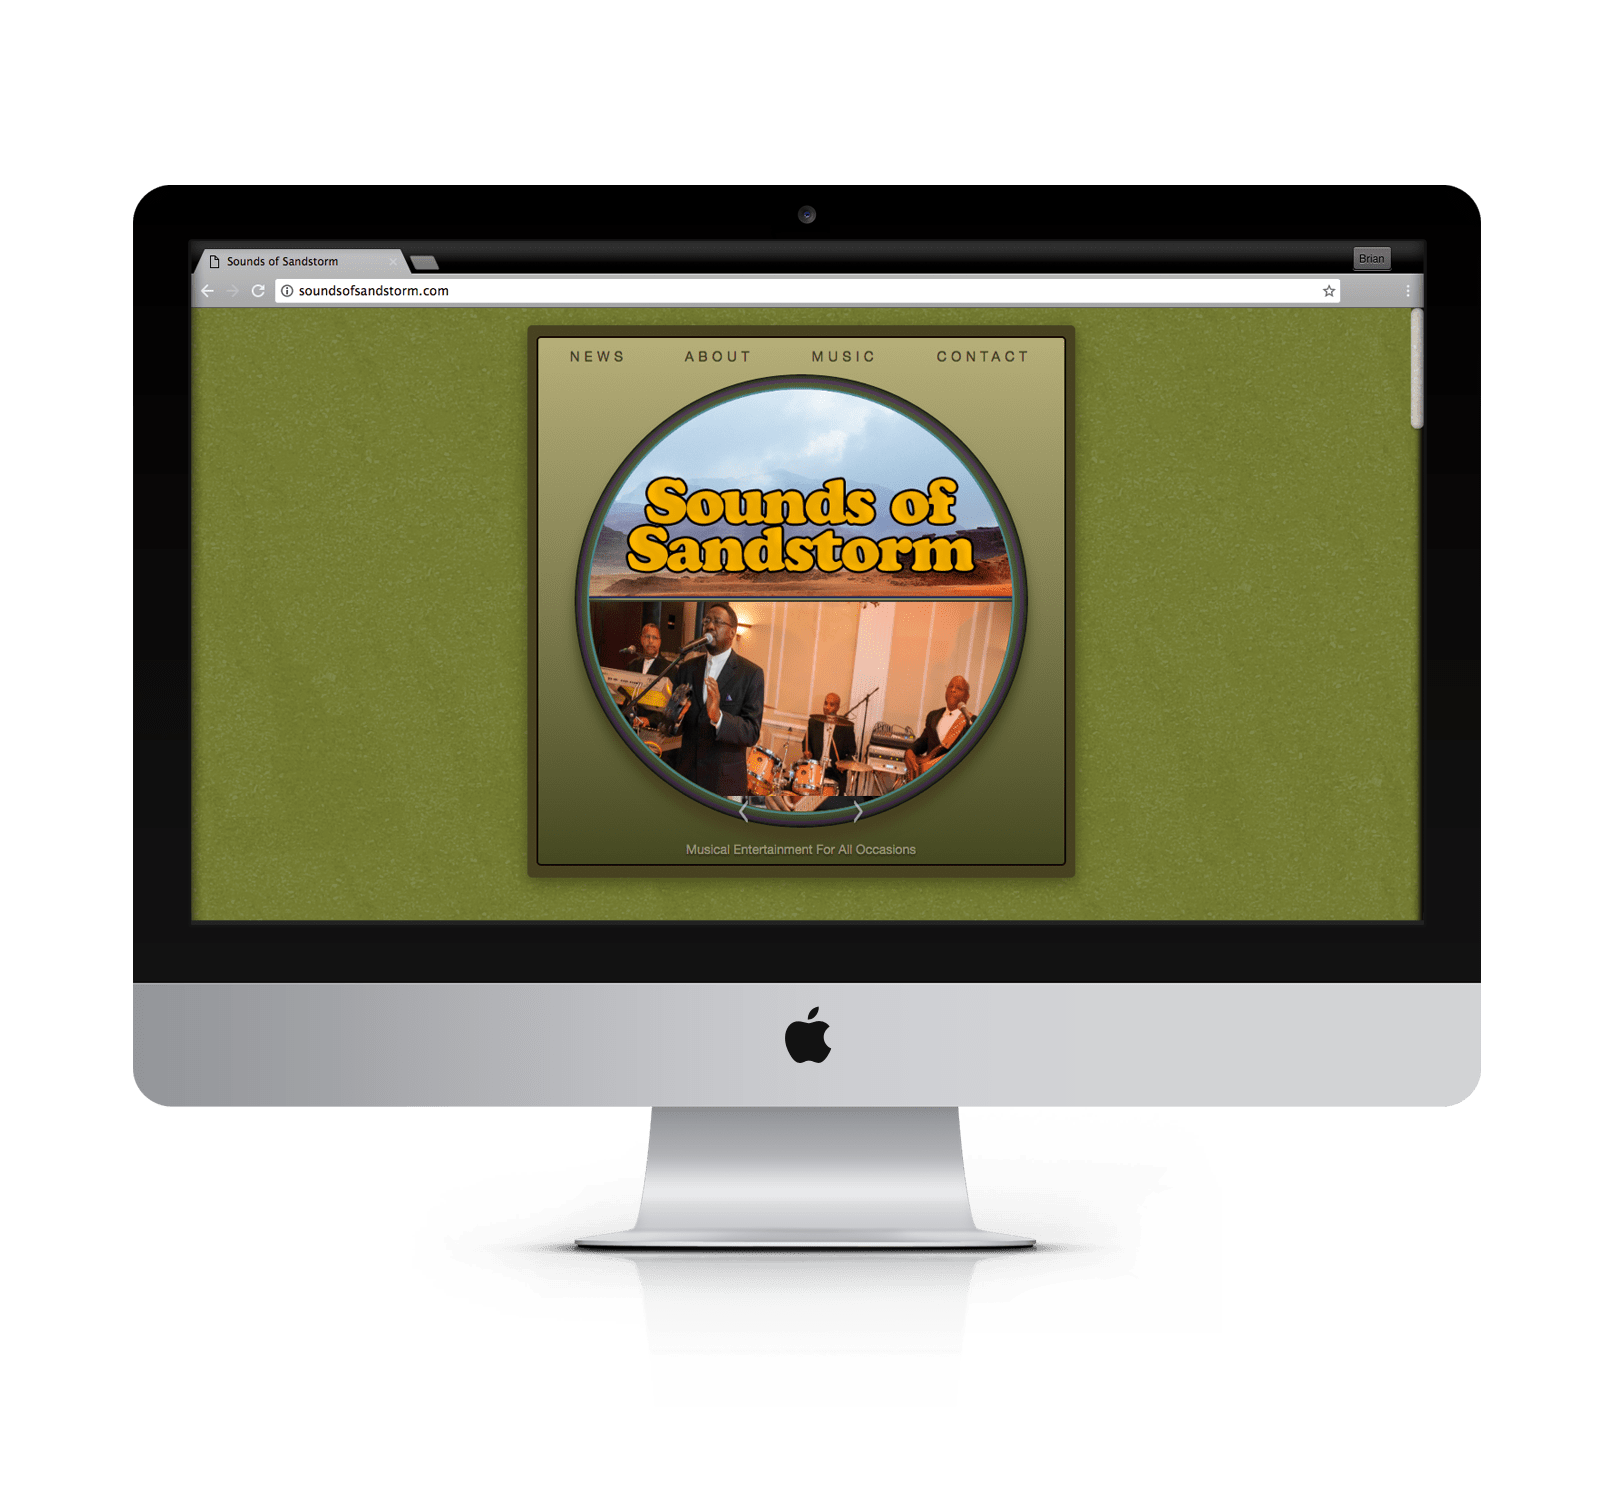 Sounds of Sandstorm
Brian
soundsofsandstorm.com
NEWS ABOUT MUSIC CONTACT
Sounds of
Sandstorm
Musical Entertainment For All Occasions